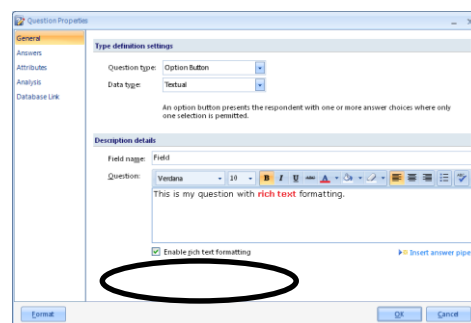 Question Properties
General
Answers
Attributes
Analysis
Database Link
Type definition settings
Question type: Option Button
Data type: Textual
An option button presents the respondent with one or more answer choices where only
one selection is permitted.
Description details
Field name: Field
Question: Verdana 10 B I U abc A
This is my question with rich text formatting.
Enable rich text formatting
Insert answer pipe
Format
OK
Cancel